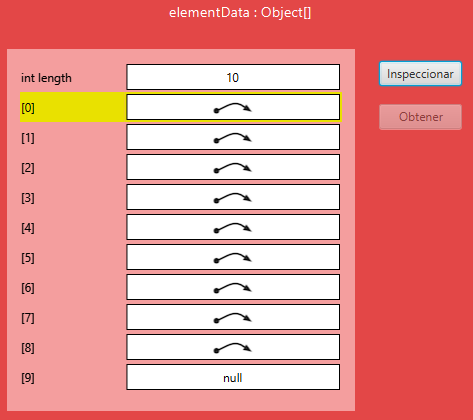 elementData : Object[]
int length 10
Inspeccionar
[0]
Obtener
[1]
[2]
[3]
[4]
[5]
[6]
[7]
[8]
[9] null